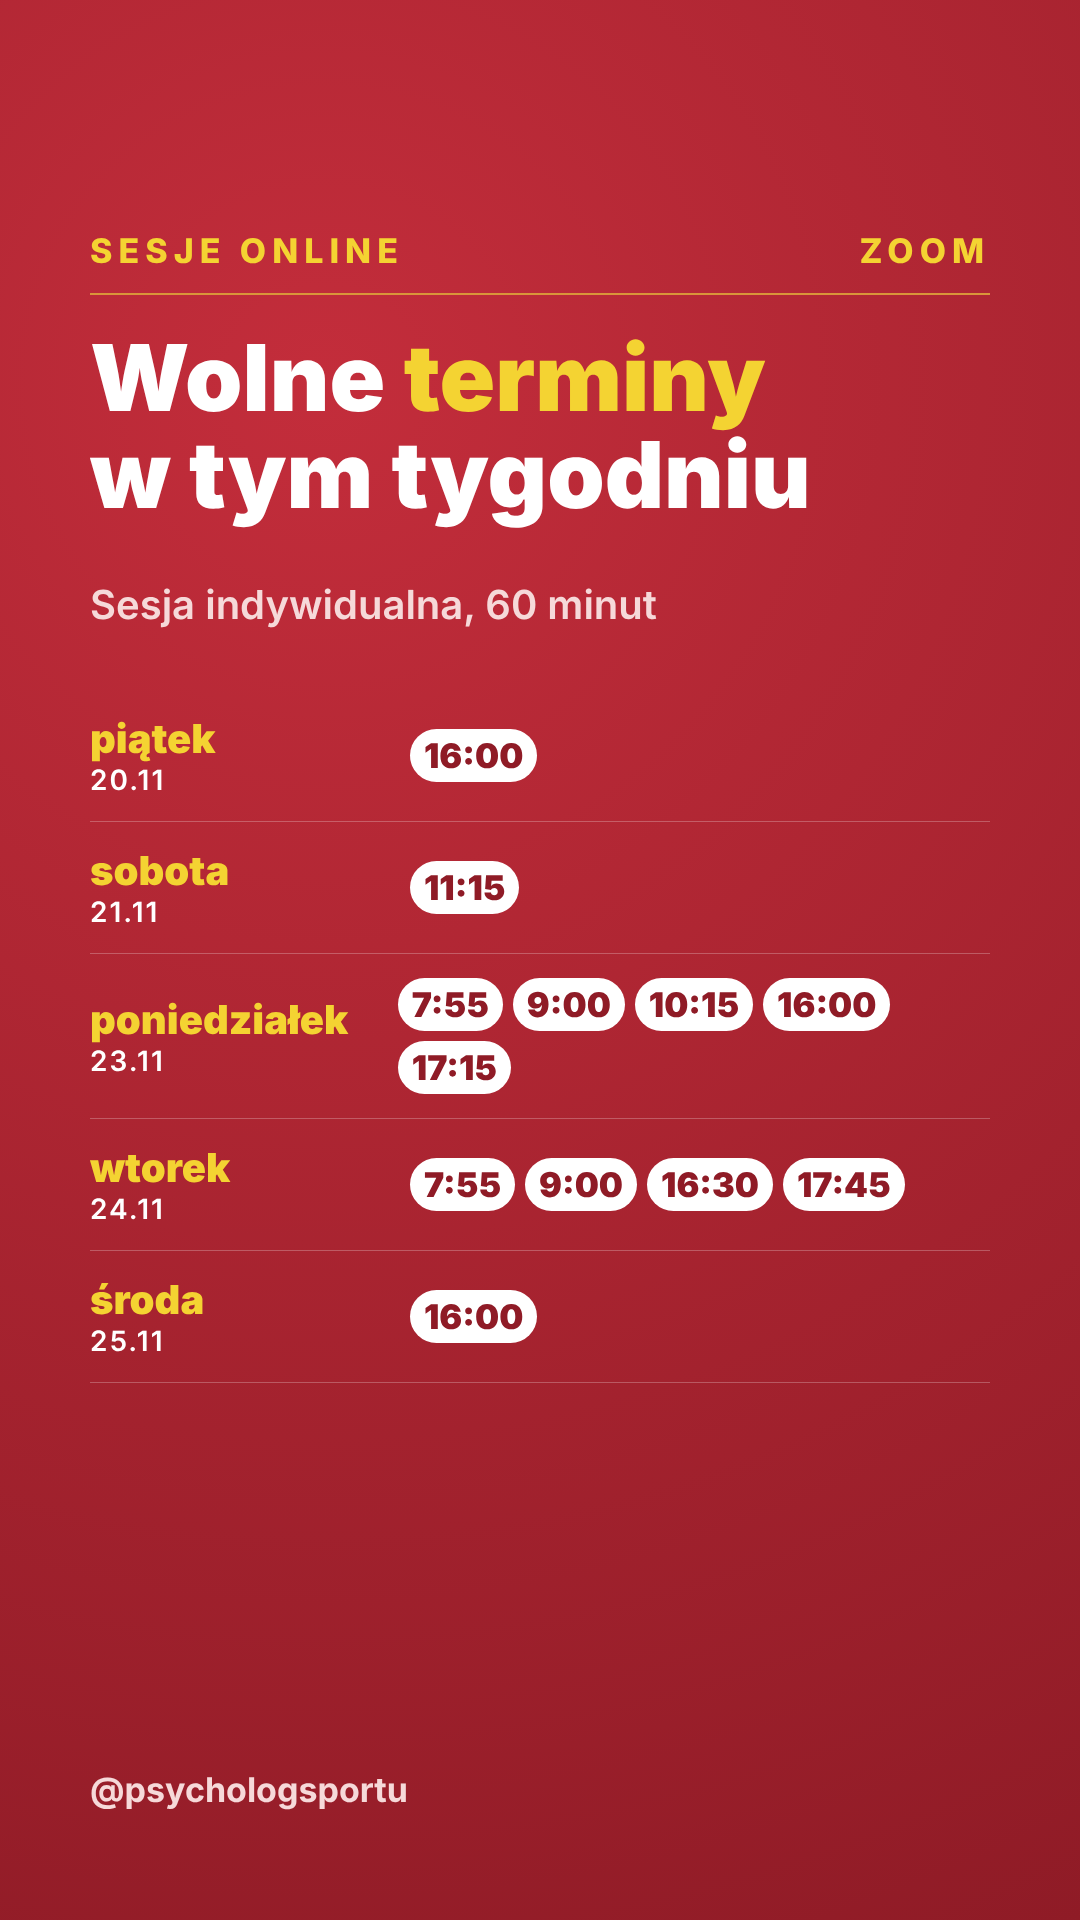 SESJE ONLINE ZOOM
Wolne terminy
w tym tygodniu
Sesja indywidualna, 60 minut
piątek
20.11
16:00
sobota
21.11
11:15
poniedziałek
23.11
7:55 9:00 10:15 16:00
17:15
wtorek
24.11
7:55 9:00 16:30 17:45
środa
25.11
16:00
@psychologsportu